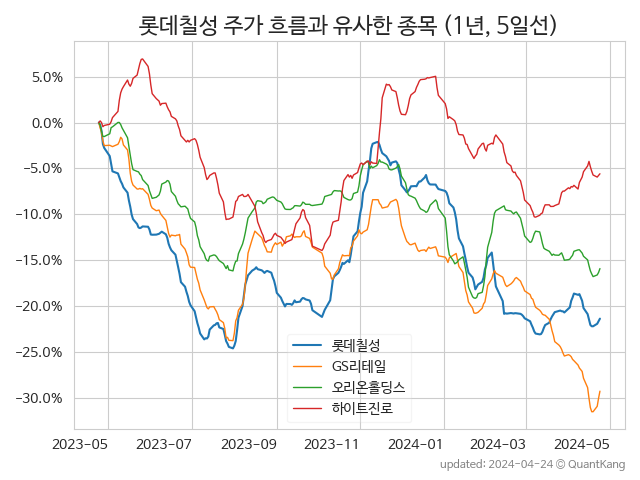 롯데칠성 주가 흐름과 유사한 종목 (1년, 5일선)
5.0%
0.0%
−5.0%
−10.0%
−15.0%
−20.0%
−25.0%
−30.0%
롯데칠성
GS리테일
오리온홀딩스
하이트진로
2023-05 2023-07 2023-09 2023-11 2024-01 2024-03 2024-05
updated: 2024-04-24 © QuantKang